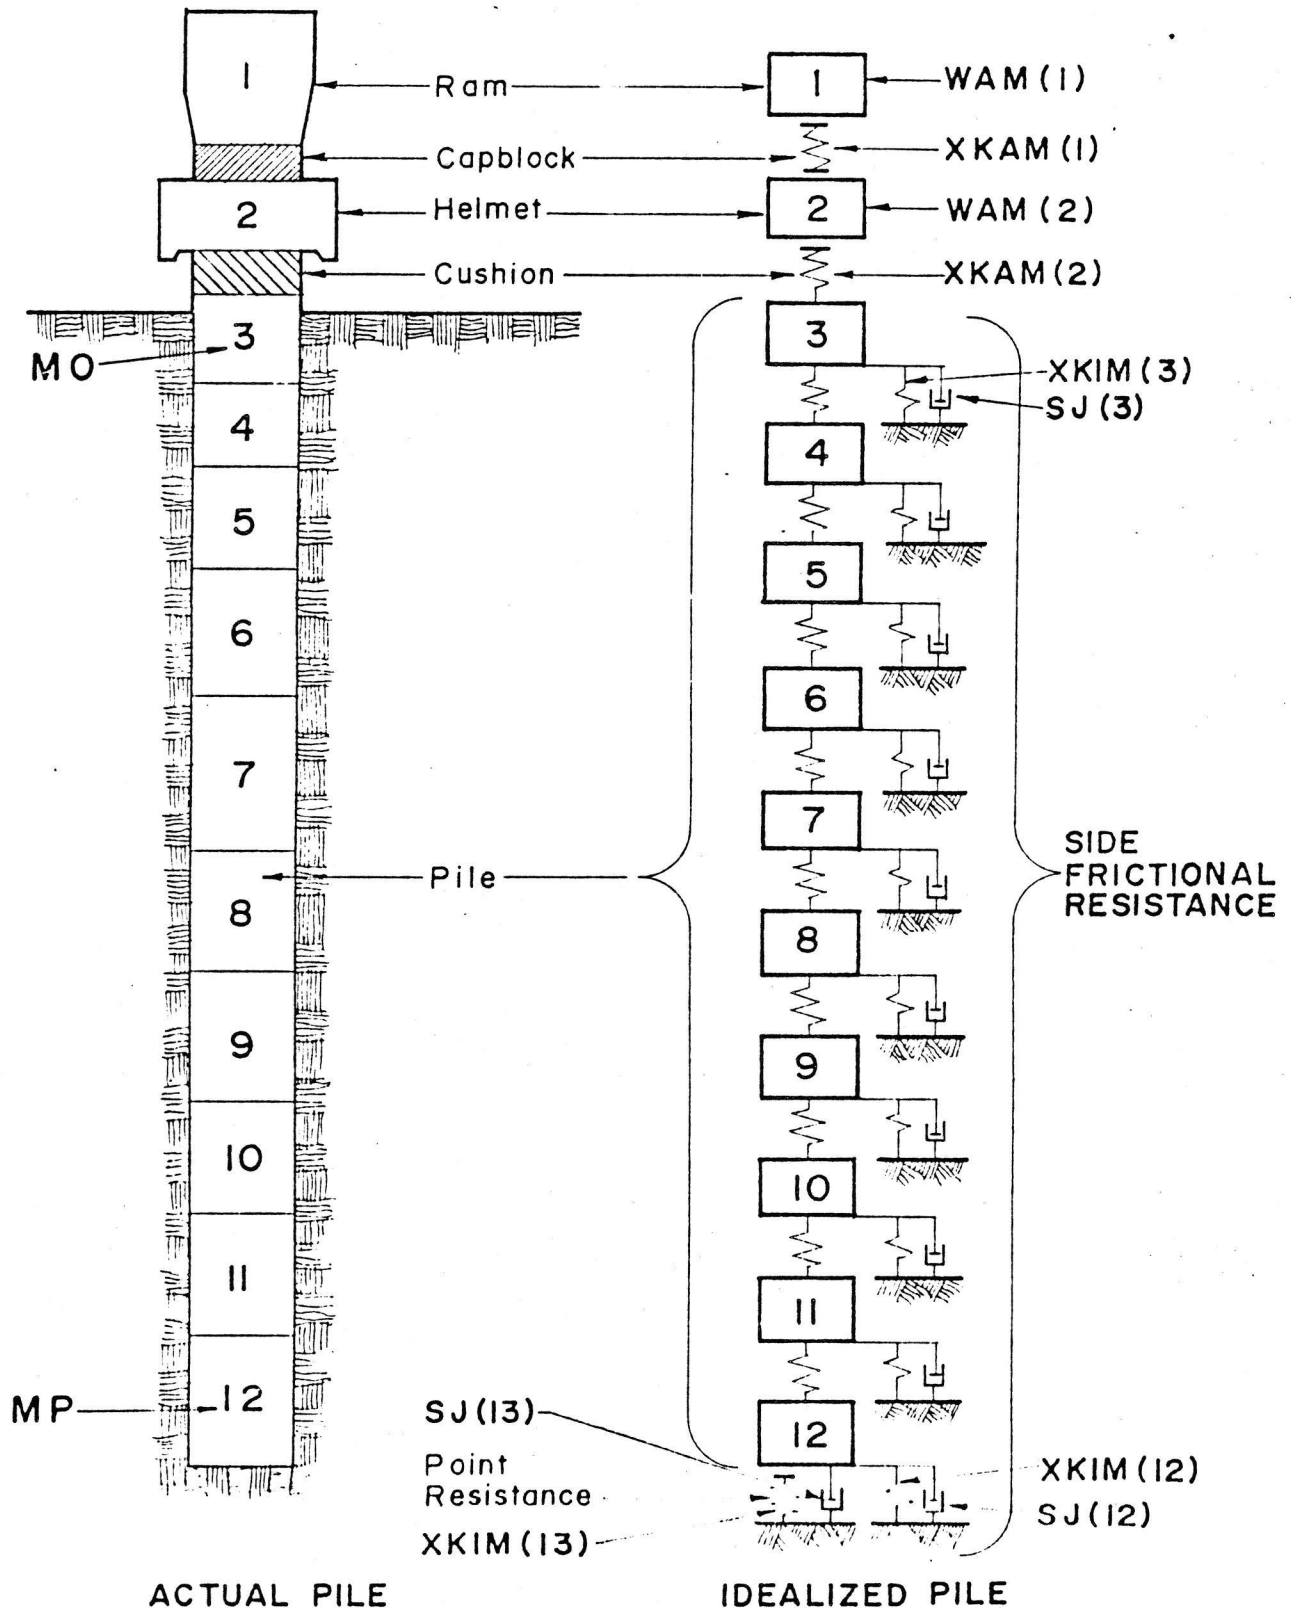 1
Ram
1
WAM(1)
Capblock
XKAM(1)
2
Helmet
2
WAM(2)
Cushion
XKAM(2)
3
MO
3
XKIM(3)
SJ(3)
4
4
5
5
6
6
7
7
SIDE
FRICTIONAL
RESISTANCE
8
Pile
8
9
9
10
10
11
11
MP
12
12
SJ(13)
Point
Resistance
XKIM(13)
XKIM(12)
SJ(12)
ACTUAL PILE
IDEALIZED PILE